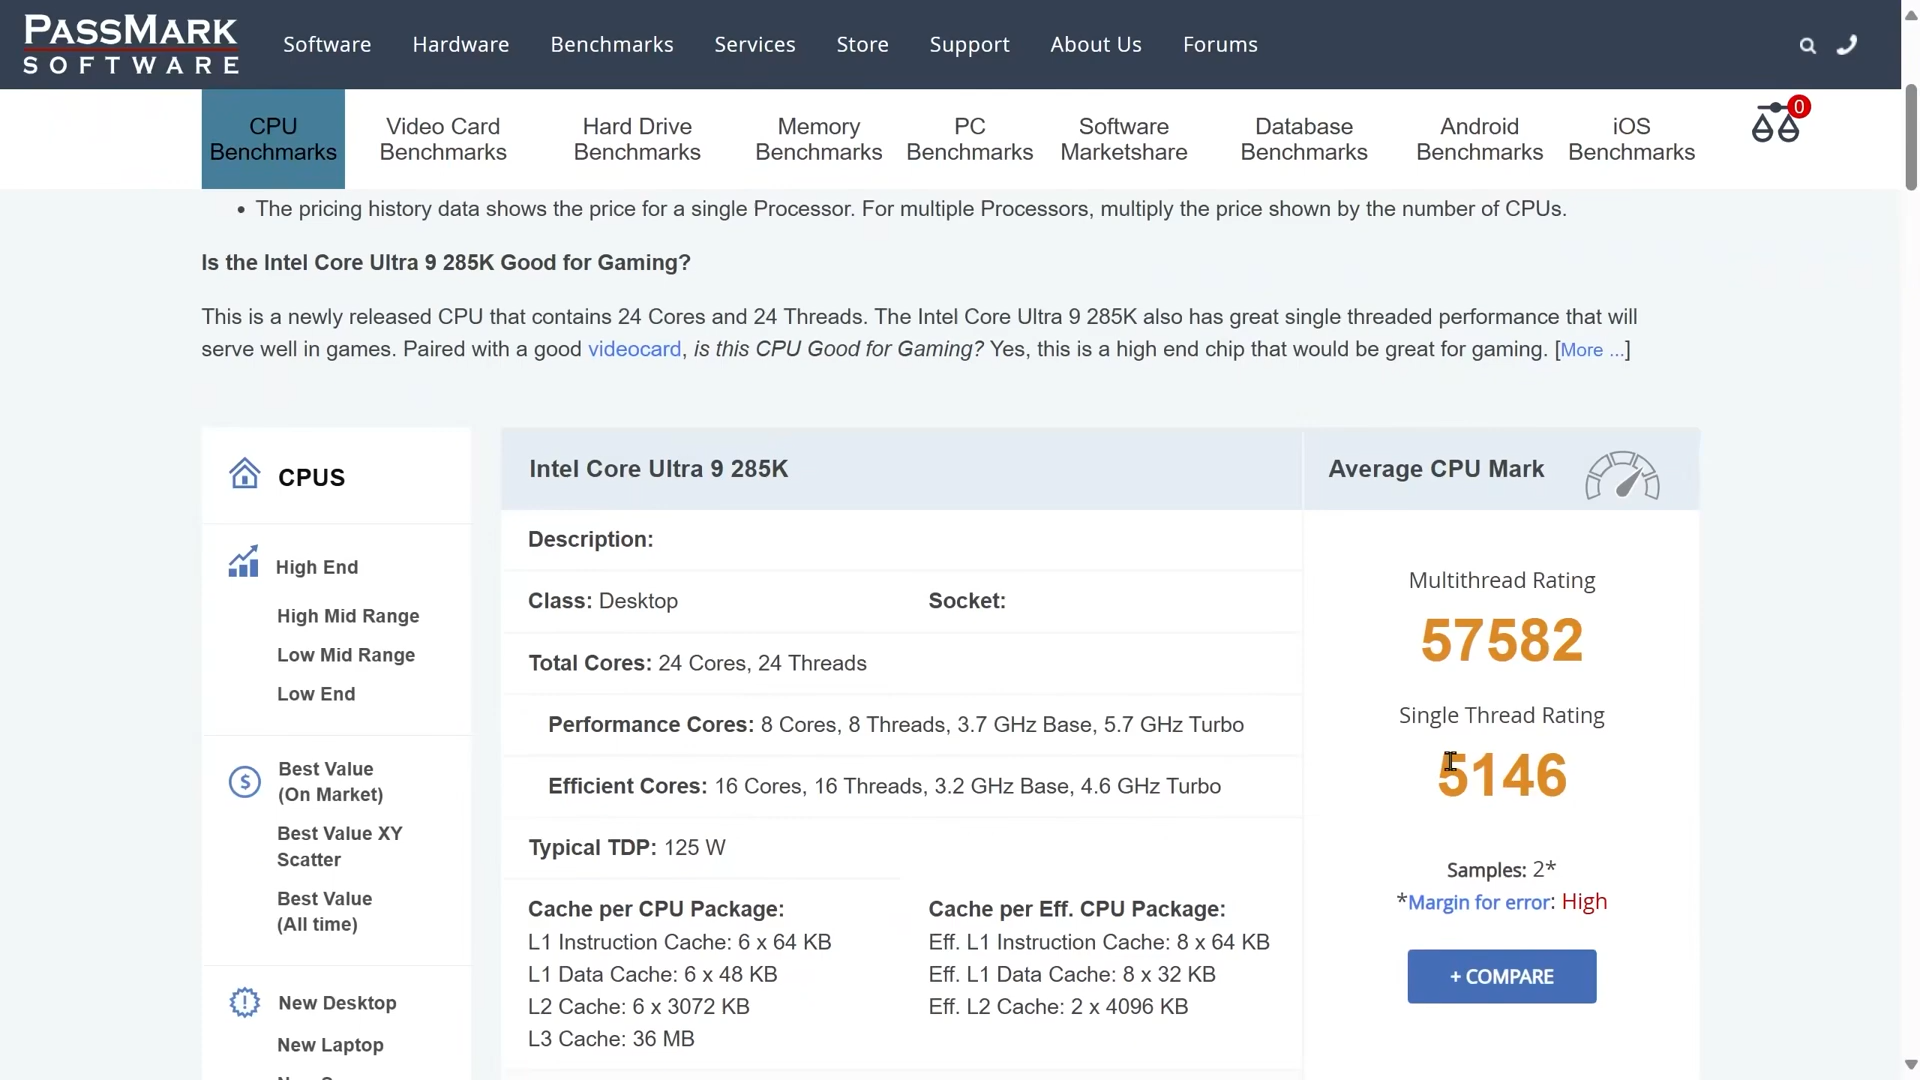 PASSMARK
SOFTWARE
Software
Hardware
Benchmarks
Services
Store
Support
About Us
Forums
CPU
Benchmarks
Video Card
Benchmarks
Hard Drive
Benchmarks
Memory
Benchmarks
PC
Benchmarks
Software
Marketshare
Database
Benchmarks
Android
Benchmarks
iOS
Benchmarks
0
• The pricing history data shows the price for a single Processor. For multiple Processors, multiply the price shown by the number of CPUs.
Is the Intel Core Ultra 9 285K Good for Gaming?
This is a newly released CPU that contains 24 Cores and 24 Threads. The Intel Core Ultra 9 285K also has great single threaded performance that will
serve well in games. Paired with a good videocard, is this CPU Good for Gaming? Yes, this is a high end chip that would be great for gaming. [More ...]
CPUS
High End
High Mid Range
Low Mid Range
Low End
Best Value
(On Market)
Best Value XY
Scatter
Best Value
(All time)
New Desktop
New Laptop
Intel Core Ultra 9 285K
Description:
Class: Desktop
Socket:
Total Cores: 24 Cores, 24 Threads
Performance Cores: 8 Cores, 8 Threads, 3.7 GHz Base, 5.7 GHz Turbo
Efficient Cores: 16 Cores, 16 Threads, 3.2 GHz Base, 4.6 GHz Turbo
Typical TDP: 125 W
Cache per CPU Package:
L1 Instruction Cache: 6 x 64 KB
L1 Data Cache: 6 x 48 KB
L2 Cache: 6 x 3072 KB
L3 Cache: 36 MB
Cache per Eff. CPU Package:
Eff. L1 Instruction Cache: 8 x 64 KB
Eff. L1 Data Cache: 8 x 32 KB
Eff. L2 Cache: 2 x 4096 KB
Average CPU Mark
Multithread Rating
57582
Single Thread Rating
5146
Samples: 2*
*Margin for error: High
+ COMPARE